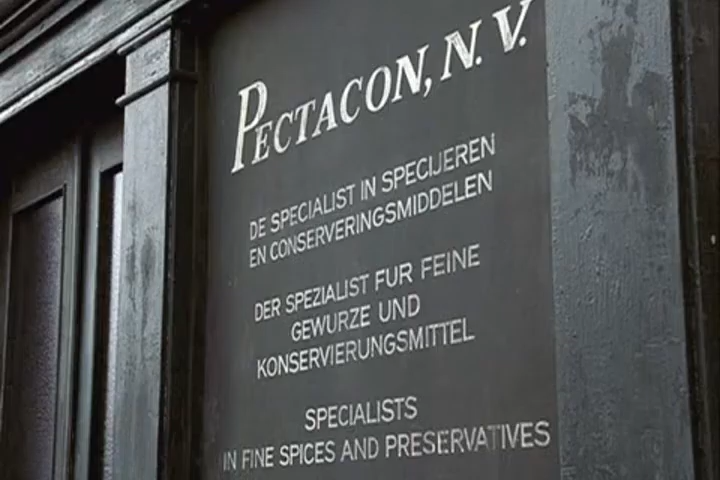 PECTACON, N.V.
DE SPECIALIST IN SPECIJEREN
EN CONSERVERINGSMIDDELEN
DER SPEZIALIST FUR FEINE
GEWURZE UND
KONSERVIERUNGSMITTEL
SPECIALISTS
IN FINE SPICES AND PRESERVATIVES